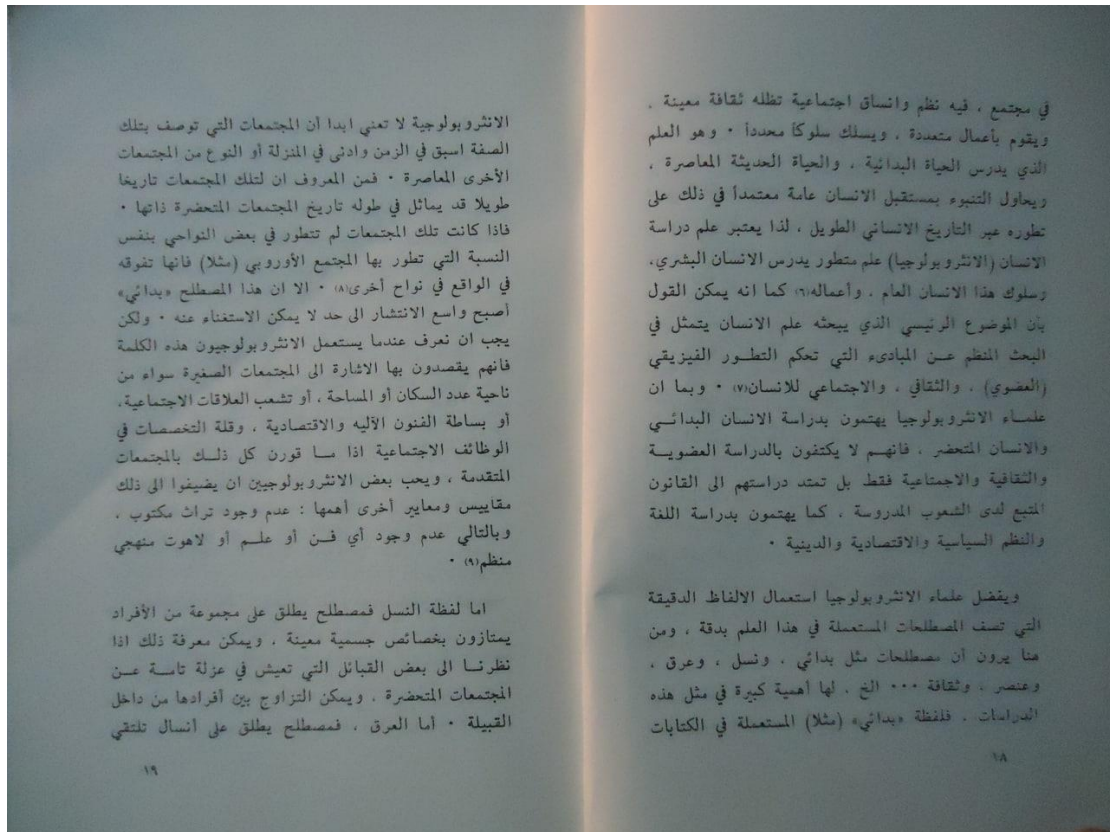 في مجتمع ، فيه نظم وانساق اجتماعية تظله ثقافة معينة ،
ويقوم بأعمال متعددة ، ويسلك سلوكاً محدداً • وهو العلم
الذي يدرس الحياة البدائية ، والحياة الحديثة المعاصرة ،
ويحاول التنبوء بمستقبل الانسان عامة معتمداً في ذلك على
تطوره عبر التاريخ الانساني الطويل ، لذا يعتبر علم دراسة
الانسان (الانثروبولوجيا) علم متطور يدرس الانسان البشري،
وسلوك هذا الانسان العام ، وأعماله(٦) كما انه يمكن القول
بأن الموضوع الرئيسي الذي يبحثه علم الانسان يتمثل في
البحث المنظم عــن المبادىء التي تحكم التطــور الفيزيقي
(العضوي) ، والثقافي ، والاجتماعي للانسان(٧) • وبما ان
علمــاء الانثروبولوجيا يهتمون بدراسة الانسان البدائــي
والانسان المتحضر ، فانهــم لا يكتفون بالدراسة العضويــة
والثقافية والاجمتاعية فقط بل تمتد دراستهم الى القانون
المتبع لدى الشعوب المدروسة ، كما يهتمون بدراسة اللغة
والنظم السياسية والاقتصادية والدينية •
ويفضل علماء الانثروبولوجيا استعمال الالفاظ الدقيقة
التي تصف المصطلحات المستعملة في هذا العلم بدقة ، ومن
هنا يرون أن مصطلحات مثل بدائي ، ونسل ، وعرق ،
وعنصر ، وثقافة ••• الخ ، لها أهمية كبيرة في مثل هذه
الدراسات ، فلفظة «بدائي» (مثلا) المستعملة في الكتابات
١٨
الانثروبولوجية لا تعني ابدا أن المجتمعات التي توصف بتلك
الصفة اسبق في الزمن وادنى في المنزلة أو النوع من المجتمعات
الأخرى المعاصرة • فمن المعروف ان لتلك المجتمعات تاريخا
طويلا قد يماثل في طوله تاريخ المجتمعات المتحضرة ذاتها •
فاذا كانت تلك المجتمعات لم تتطور في بعض النواحي بنفس
النسبة التي تطور بها المجتمع الأوروبي (مثلا) فانها تفوقه
في الواقع في نواح أخرى(٨) • الا ان هذا المصطلح «بدائي»
أصبح واسع الانتشار الى حد لا يمكن الاستغناء عنه • ولكن
يجب ان نعرف عندما يستعمل الانثروبولوجيون هذه الكلمة
فانهم يقصدون بها الاشارة الى المجتمعات الصغيرة سواء من
ناحية عدد السكان أو المساحة ، أو تشعب العلاقات الاجتماعية،
أو بساطة الفنون الآليه والاقتصادية ، وقلة التخصصات في
الوظائف الاجتماعية اذا مــا قورن كل ذلــك بالمجتمعات
المتقدمة ، ويحب بعض الانثروبولوجيين ان يضيفوا الى ذلك
مقاييس ومعايير أخرى أهمها : عدم وجود تراث مكتوب ،
وبالتالي عدم وجود أي فــن أو علــم أو لاهوت منهجي
منظم(٩) •
اما لفظة النسل فمصطلح يطلق على مجموعة من الأفراد
يمتازون بخصائص جسمية معينة ، ويمكن معرفة ذلك اذا
نظرنــا الى بعض القبائل التي تعيش في عزلة تامــة عــن
المجتمعات المتحضرة ، ويمكن التزاوج بين أفرادها من داخل
القبيلة • أما العرق ، فمصطلح يطلق على أنسال تلتقي
١٩